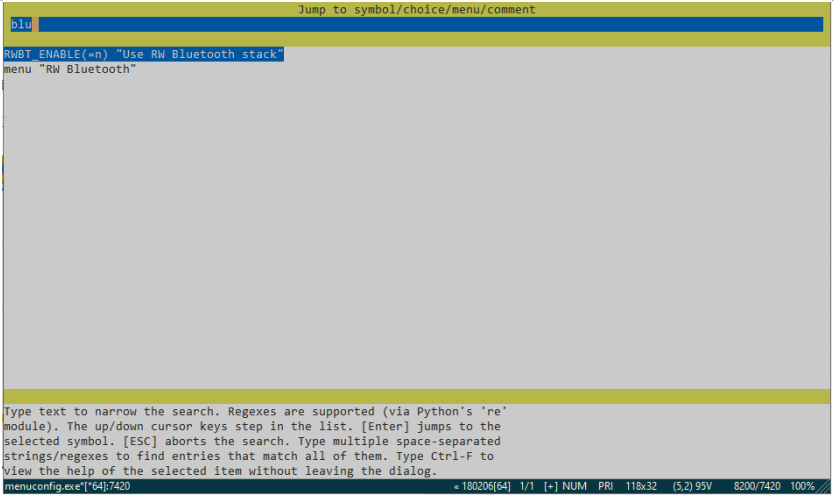 Jump to symbol/choice/menu/comment
blu
RWBT_ENABLE(=n) "Use RW Bluetooth stack"
menu "RW Bluetooth"
Type text to narrow the search. Regexes are supported (via Python's 're'
module). The up/down cursor keys step in the list. [Enter] jumps to the
selected symbol. [ESC] aborts the search. Type multiple space-separated
strings/regexes to find entries that match all of them. Type Ctrl-F to
view the help of the selected item without leaving the dialog.
menuconfig.exe*[*64]:7420 « 180206[64] 1/1 [+] NUM PRI 118x32 (5,2) 95V 8200/7420 100%